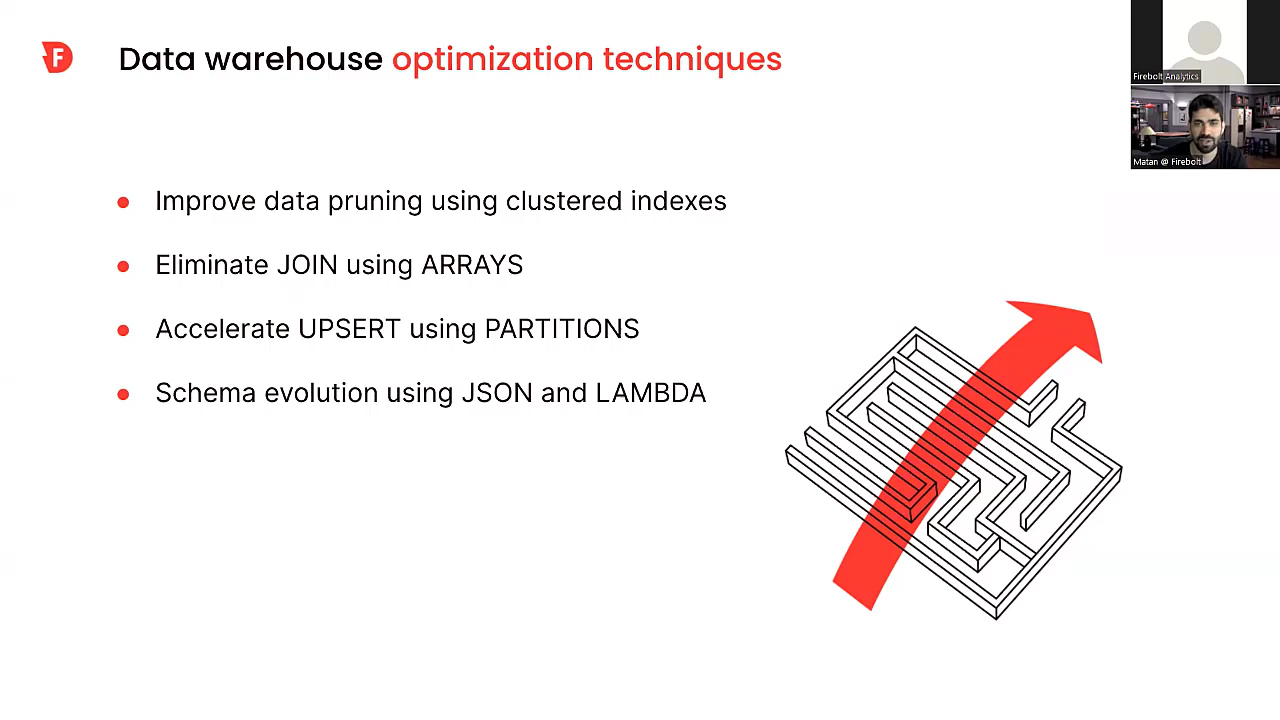 F
Data warehouse optimization techniques
Firebolt Analytics
Matan @ Firebolt
• Improve data pruning using clustered indexes
• Eliminate JOIN using ARRAYS
• Accelerate UPSERT using PARTITIONS
• Schema evolution using JSON and LAMBDA